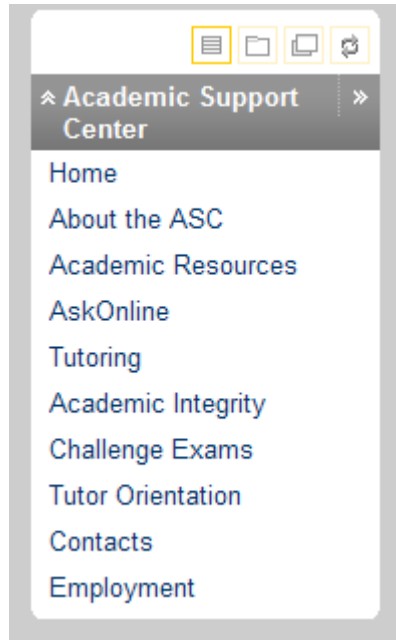 Academic Support
Center
Home
About the ASC
Academic Resources
AskOnline
Tutoring
Academic Integrity
Challenge Exams
Tutor Orientation
Contacts
Employment